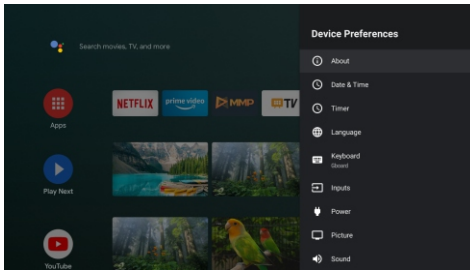 Device Preferences
Search movies, TV, and more
About
Date & Time
NETFLIX
prime video
MMP
TV
Timer
Apps
Language
Keyboard
Gboard
Inputs
Play Next
Power
Picture
YouTube
Sound